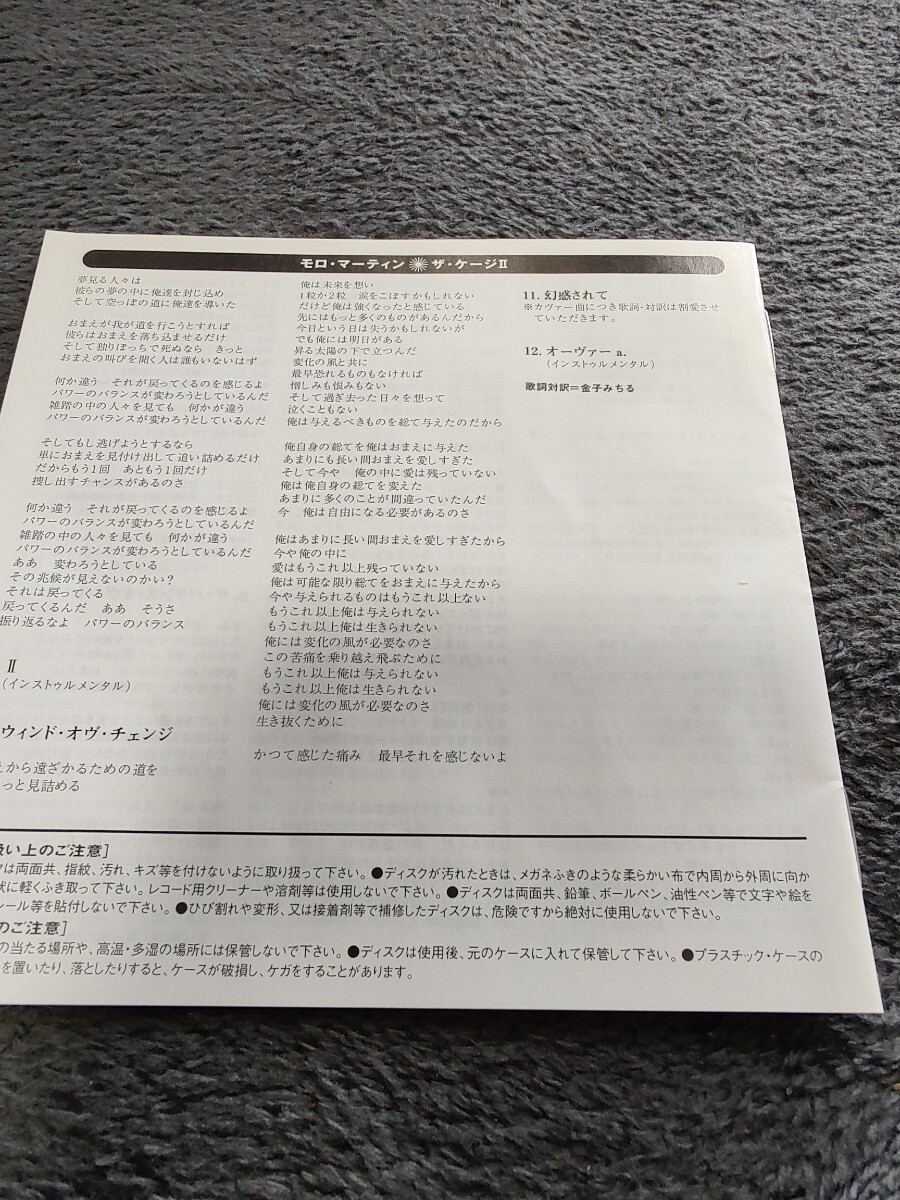 モロ・マーティン ザ・ケージII
夢見る人々は
彼らの夢の中に俺達を封じ込め
そして空っぽの道に俺達を導いた
おまえが我が道を行こうとすれば
彼らはおまえを落ち込ませるだけ
そして独りぼっちで死ぬなら きっと
おまえの叫びを聞く人は誰もいないはず
何か違う それが戻ってくるのを感じるよ
パワーのバランスが変わろうとしているんだ
雑踏の中の人々を見ても 何かが違う
パワーのバランスが変わろうとしているんだ
そしてもし逃げようとするなら
単におまえを見付け出して追い詰めるだけ
だからもう1回 あともう1回だけ
捜し出すチャンスがあるのさ
何か違う それが戻ってくるのを感じるよ
パワーのバランスが変わろうとしているんだ
雑踏の中の人々を見ても 何かが違う
パワーのバランスが変わろうとしているんだ
ああ 変わろうとしている
その兆候が見えないのかい?
それは戻ってくる
戻ってくるんだ ああ そうさ
振り返るなよ パワーのバランス
II
(インストゥルメンタル)
ウィンド・オヴ・チェンジ
から遠ざかるための道を
っと見詰める
俺は未来を想い
1粒か2粒 涙をこぼすかもしれない
だけど俺は強くなったと感じている
先にはもっと多くのものがあるんだから
今日という日は失うかもしれないが
でも俺には明日がある
昇る太陽の下で立つんだ
変化の風と共に
最早恐れるものもなければ
憎しみも恨みもない
そして過ぎ去った日々を想って
泣くこともない
俺は与えるべきものを総て与えたのだから
俺自身の総てを俺はおまえに与えた
あまりにも長い間おまえを愛しすぎた
そして今や 俺の中に愛は残っていない
俺は俺自身の総てを変えた
あまりに多くのことが間違っていたんだ
今 俺は自由になる必要があるのさ
俺はあまりに長い間おまえを愛しすぎたから
今や俺の中に
愛はもうこれ以上残っていない
俺は可能な限り総てをおまえに与えたから
今や与えられるものはもうこれ以上ない
もうこれ以上俺は与えられない
もうこれ以上俺は生きられない
俺には変化の風が必要なのさ
この苦痛を乗り越え飛ぶために
もうこれ以上俺は与えられない
もうこれ以上俺は生きられない
俺には変化の風が必要なのさ
生き抜くために
かつて感じた痛み 最早それを感じないよ
11. 幻惑されて
※カヴァー曲につき歌詞・対訳は割愛させ
ていただきます。
12. オーヴァー a.
(インストゥルメンタル)
歌詞対訳=金子みちる
扱い上のご注意]
クは両面共、指紋、汚れ、キズ等を付けないように取り扱って下さい。●ディスクが汚れたときは、メガネふきのような柔らかい布で内周から外周に向か
状に軽くふき取って下さい。レコード用クリーナーや溶剤等は使用しないで下さい。●ディスクは両面共、鉛筆、ボールペン、油性ペン等で文字や絵を
ール等を貼付しないで下さい。●ひび割れや変形、又は接着剤等で補修したディスクは、危険ですから絶対に使用しないで下さい。
のご注意]
の当たる場所や、高温・多湿の場所には保管しないで下さい。●ディスクは使用後、元のケースに入れて保管して下さい。●プラスチック・ケースの
を置いたり、落としたりすると、ケースが破損し、ケガをすることがあります。